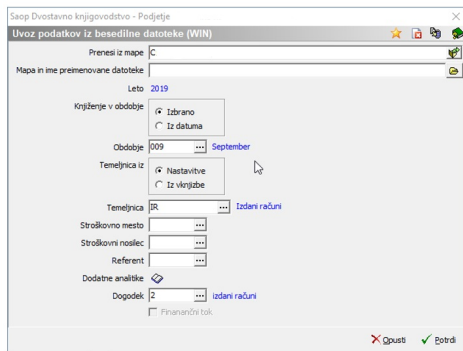 Saop Dvostavno knjigovodstvo - Podjetje
Uvoz podatkov iz besedilne datoteke (WIN)
Prenesi iz mape C
Mapa in ime preimenovane datoteke
Leto 2019
Knjiženje v obdobje
Izbrano
Iz datuma
Obdobje 009 ... September
Temeljnica iz
Nastavitve
Iz vknjizbe
Temeljnica IR ... Izdani računi
Stroškovno mesto ...
Stroškovni nosilec ...
Referent ...
Dodatne analitike
Dogodek 2 ... izdani računi
Finanančni tok
Opusti Potrdi